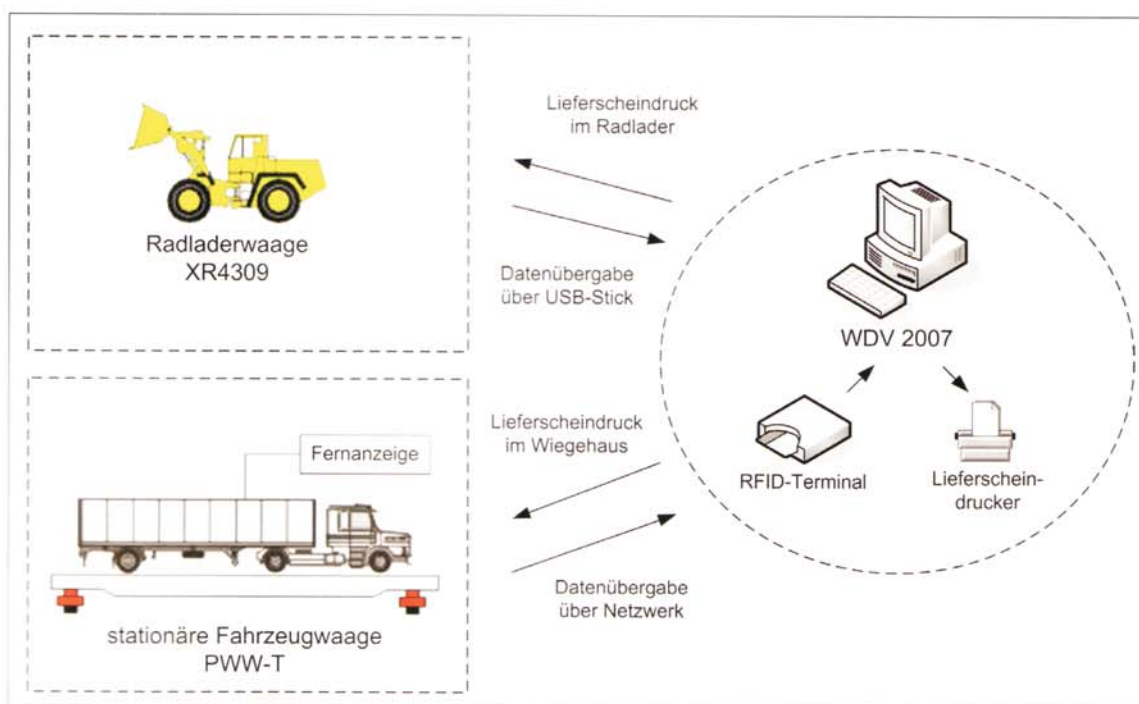 Lieferscheindruck
im Radlader
Radladerwaage
XR4309
Datenübergabe
über USB-Stick
WDV 2007
Lieferscheindruck
im Wiegehaus
Fernanzeige
RFID-Terminal
Lieferschein-
drucker
Datenübergabe
über Netzwerk
stationäre Fahrzeugwaage
PWW-T